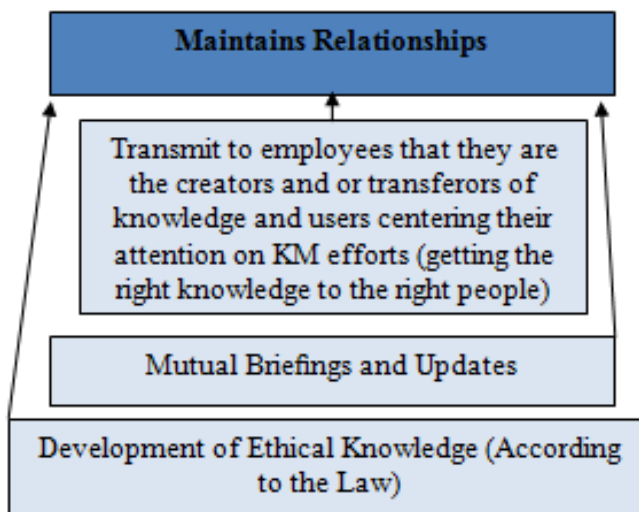 Maintains Relationships
Transmit to employees that they are
the creators and or transferors of
knowledge and users centering their
attention on KM efforts (getting the
right knowledge to the right people)
Mutual Briefings and Updates
Development of Ethical Knowledge (According
to the Law)